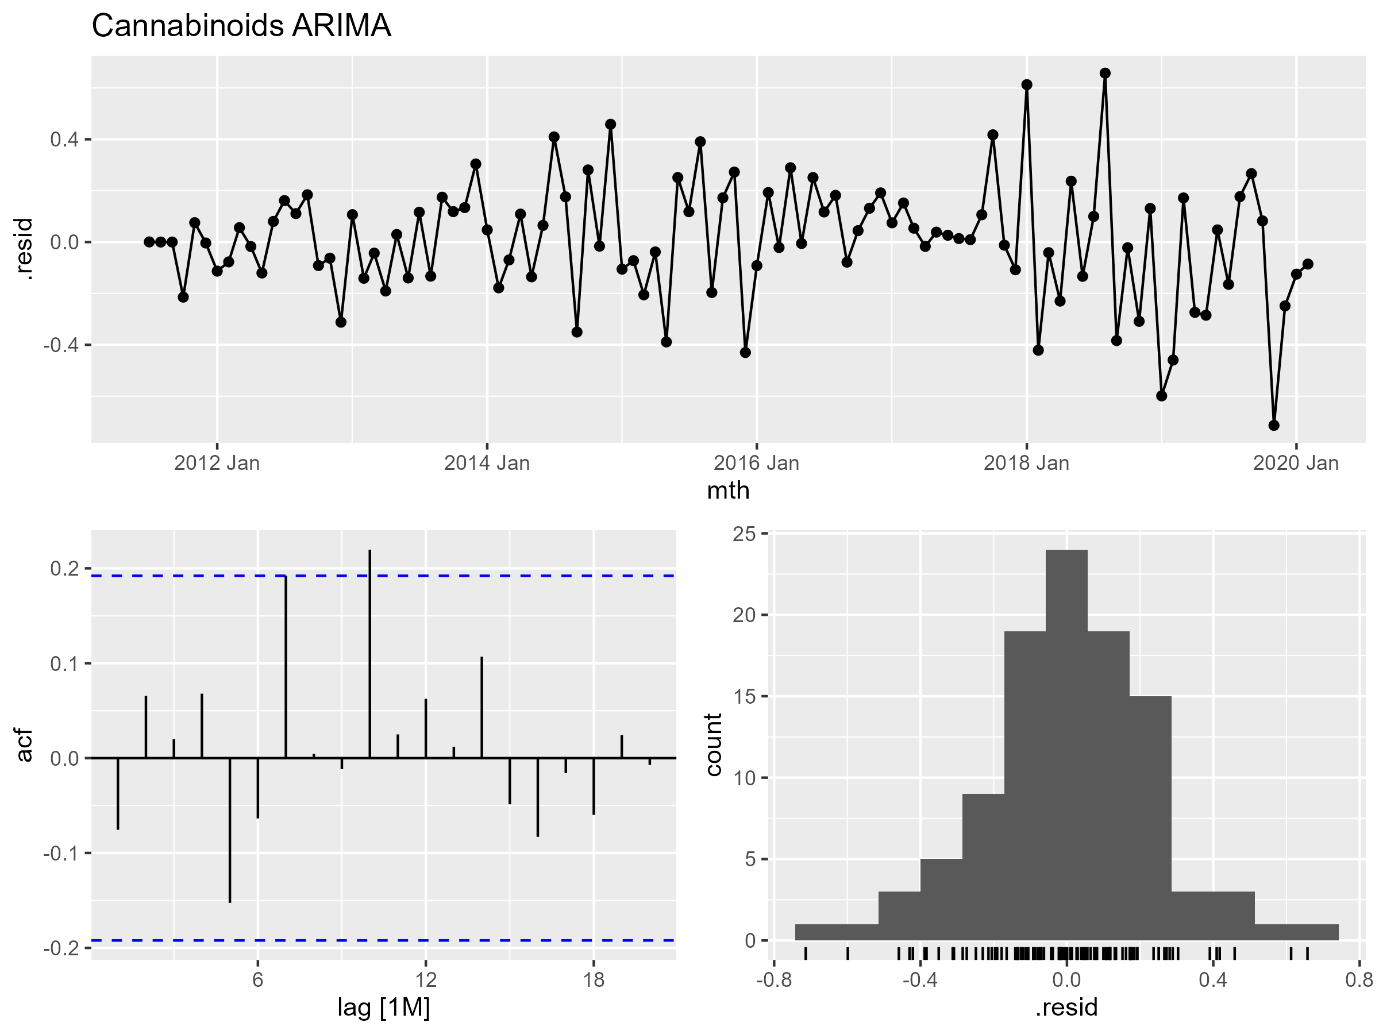 Cannabinoids ARIMA
0.4
0.0
-0.4
.resid
2012 Jan
2014 Jan
2016 Jan
2018 Jan
2020 Jan
mth
0.2
0.1
0.0
-0.1
-0.2
acf
6
12
18
lag [1M]
25
20
15
10
5
0
count
-0.8
-0.4
0.0
0.4
0.8
.resid